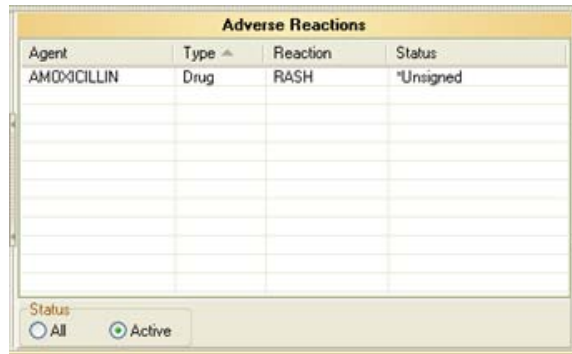 Adverse Reactions
Agent Type Reaction Status
AMOXICILLIN Drug RASH *Unsigned
Status
All Active